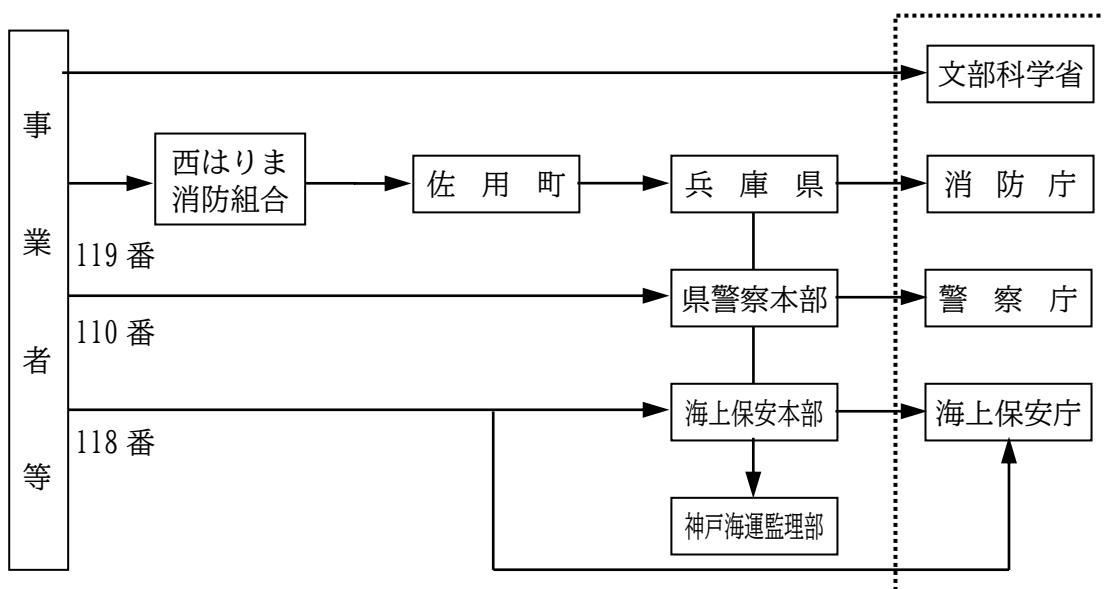 事業者等
文部科学省
西はりま
消防組合
佐用町
兵庫県
消防庁
119番
県警察本部
警察庁
110番
海上保安本部
海上保安庁
118番
神戸海運監理部